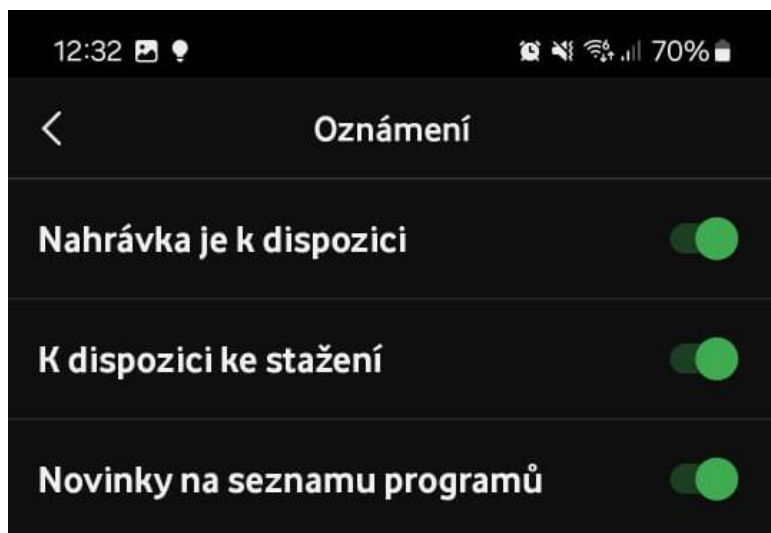 12:32 70%
Oznámení
Nahrávka je k dispozici
K dispozici ke stažení
Novinky na seznamu programů